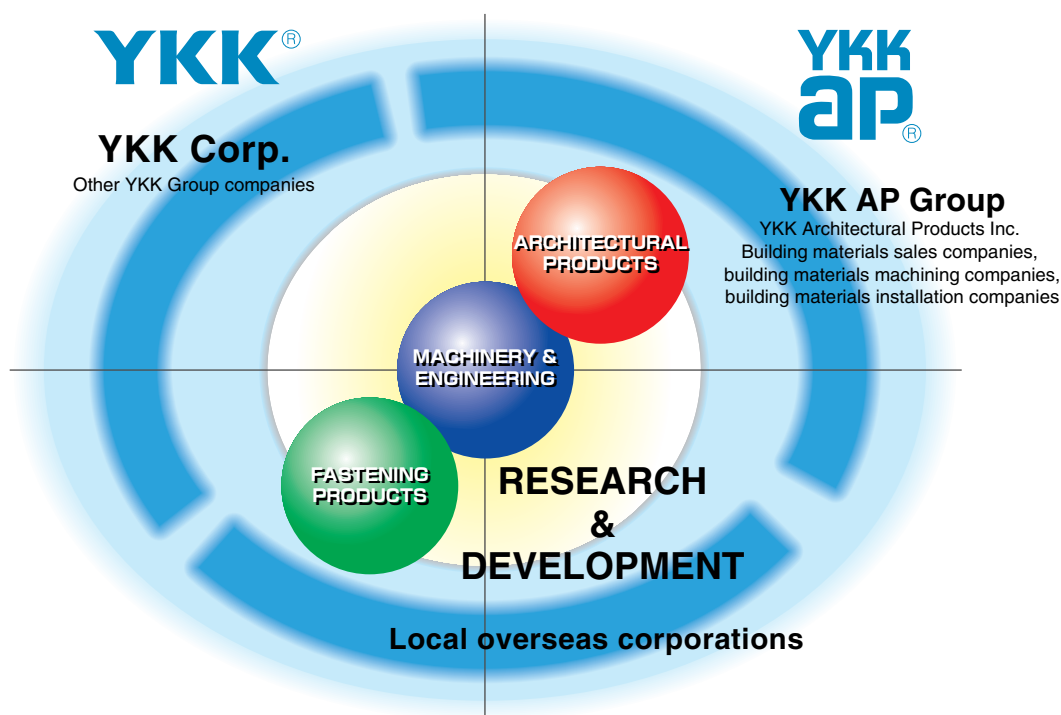 YKK®
YKK Corp.
Other YKK Group companies
YKK
ap®
YKK AP Group
YKK Architectural Products Inc.
Building materials sales companies,
building materials machining companies,
building materials installation companies
ARCHITECTURAL
PRODUCTS
MACHINERY &
ENGINEERING
FASTENING
PRODUCTS
RESEARCH
&
DEVELOPMENT
Local overseas corporations